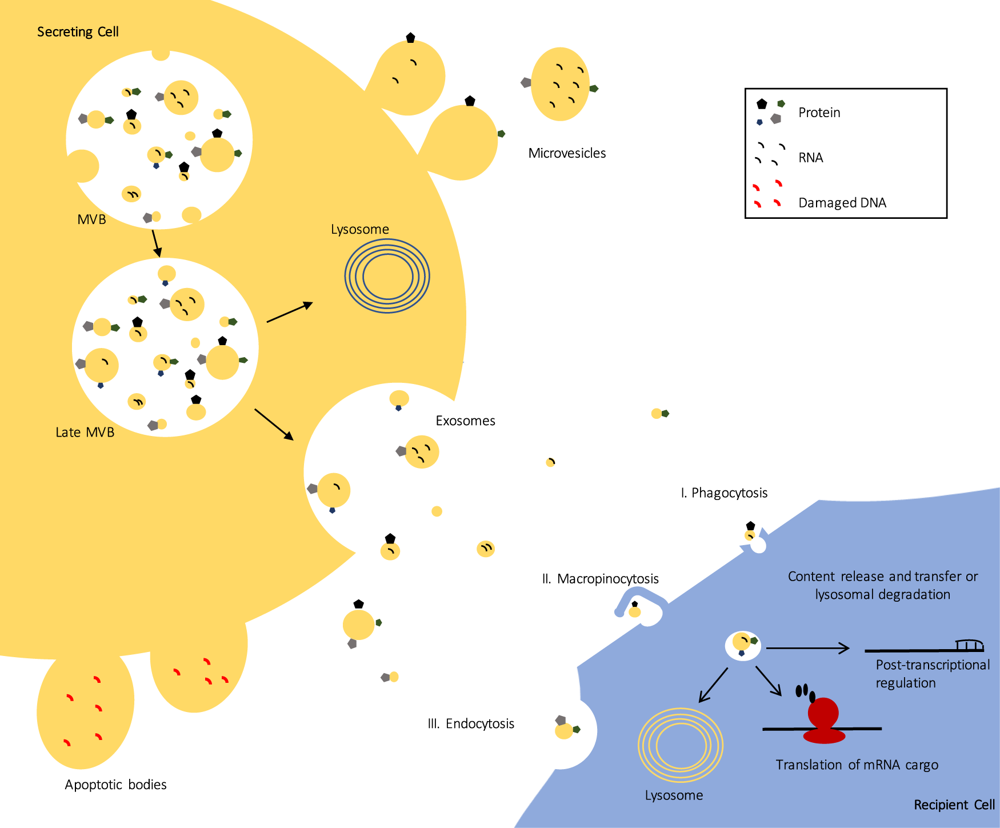 Secreting Cell
Protein
Microvesicles
RNA
Damaged DNA
MVB
Lysosome
Exosomes
Late MVB
I. Phagocytosis
II. Macropinocytosis
Content release and transfer or
lysosomal degradation
Post-transcriptional
regulation
III. Endocytosis
Translation of mRNA cargo
Apoptotic bodies
Lysosome
Recipient Cell